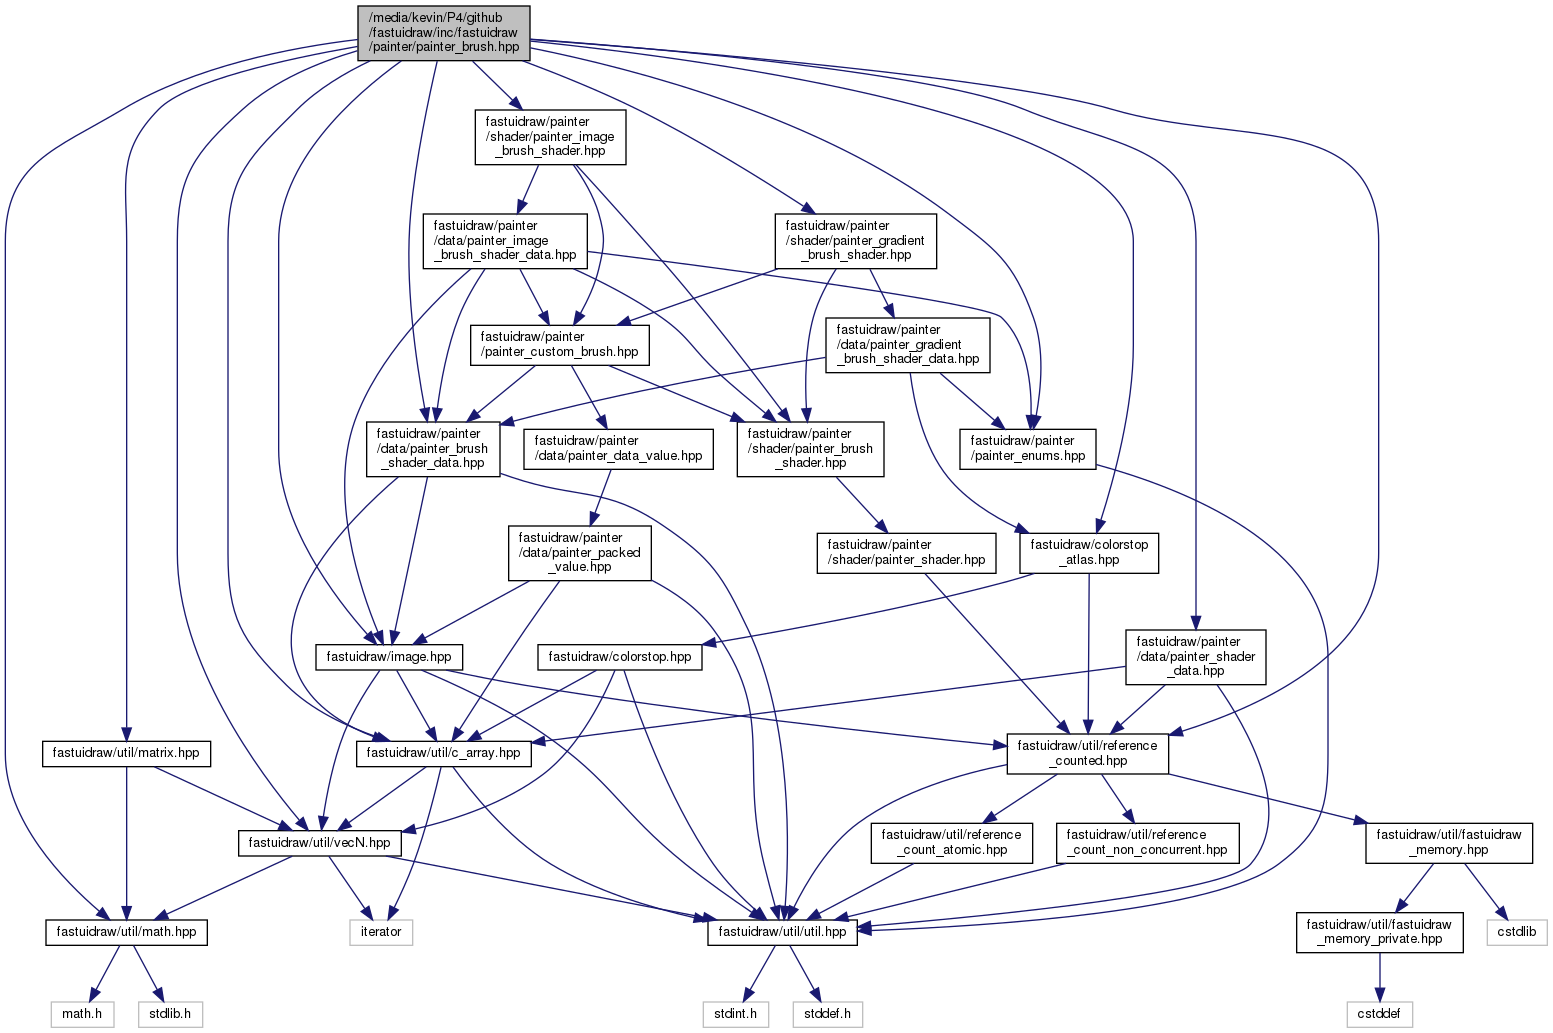 /media/kevin/P4/github
/fastuidraw/inc/fastuidraw
/painter/painter_brush.hpp
fastuidraw/painter
/shader/painter_image
_brush_shader.hpp
fastuidraw/painter
/data/painter_image
_brush_shader_data.hpp
fastuidraw/painter
/shader/painter_gradient
_brush_shader.hpp
fastuidraw/painter
/painter_custom_brush.hpp
fastuidraw/painter
/data/painter_gradient
_brush_shader_data.hpp
fastuidraw/painter
/data/painter_brush
_shader_data.hpp
fastuidraw/painter
/data/painter_data_value.hpp
fastuidraw/painter
/shader/painter_brush
_shader.hpp
fastuidraw/painter
/painter_enums.hpp
fastuidraw/painter
/data/painter_packed
_value.hpp
fastuidraw/painter
/shader/painter_shader.hpp
fastuidraw/colorstop
_atlas.hpp
fastuidraw/image.hpp
fastuidraw/colorstop.hpp
fastuidraw/painter
/data/painter_shader
_data.hpp
fastuidraw/util/matrix.hpp
fastuidraw/util/c_array.hpp
fastuidraw/util/reference
_counted.hpp
fastuidraw/util/vecN.hpp
fastuidraw/util/reference
_count_atomic.hpp
fastuidraw/util/reference
_count_non_concurrent.hpp
fastuidraw/util/fastuidraw
_memory.hpp
fastuidraw/util/math.hpp
iterator
fastuidraw/util/util.hpp
fastuidraw/util/fastuidraw
_memory_private.hpp
cstdlib
math.h
stdlib.h
stdint.h
stddef.h
cstddef